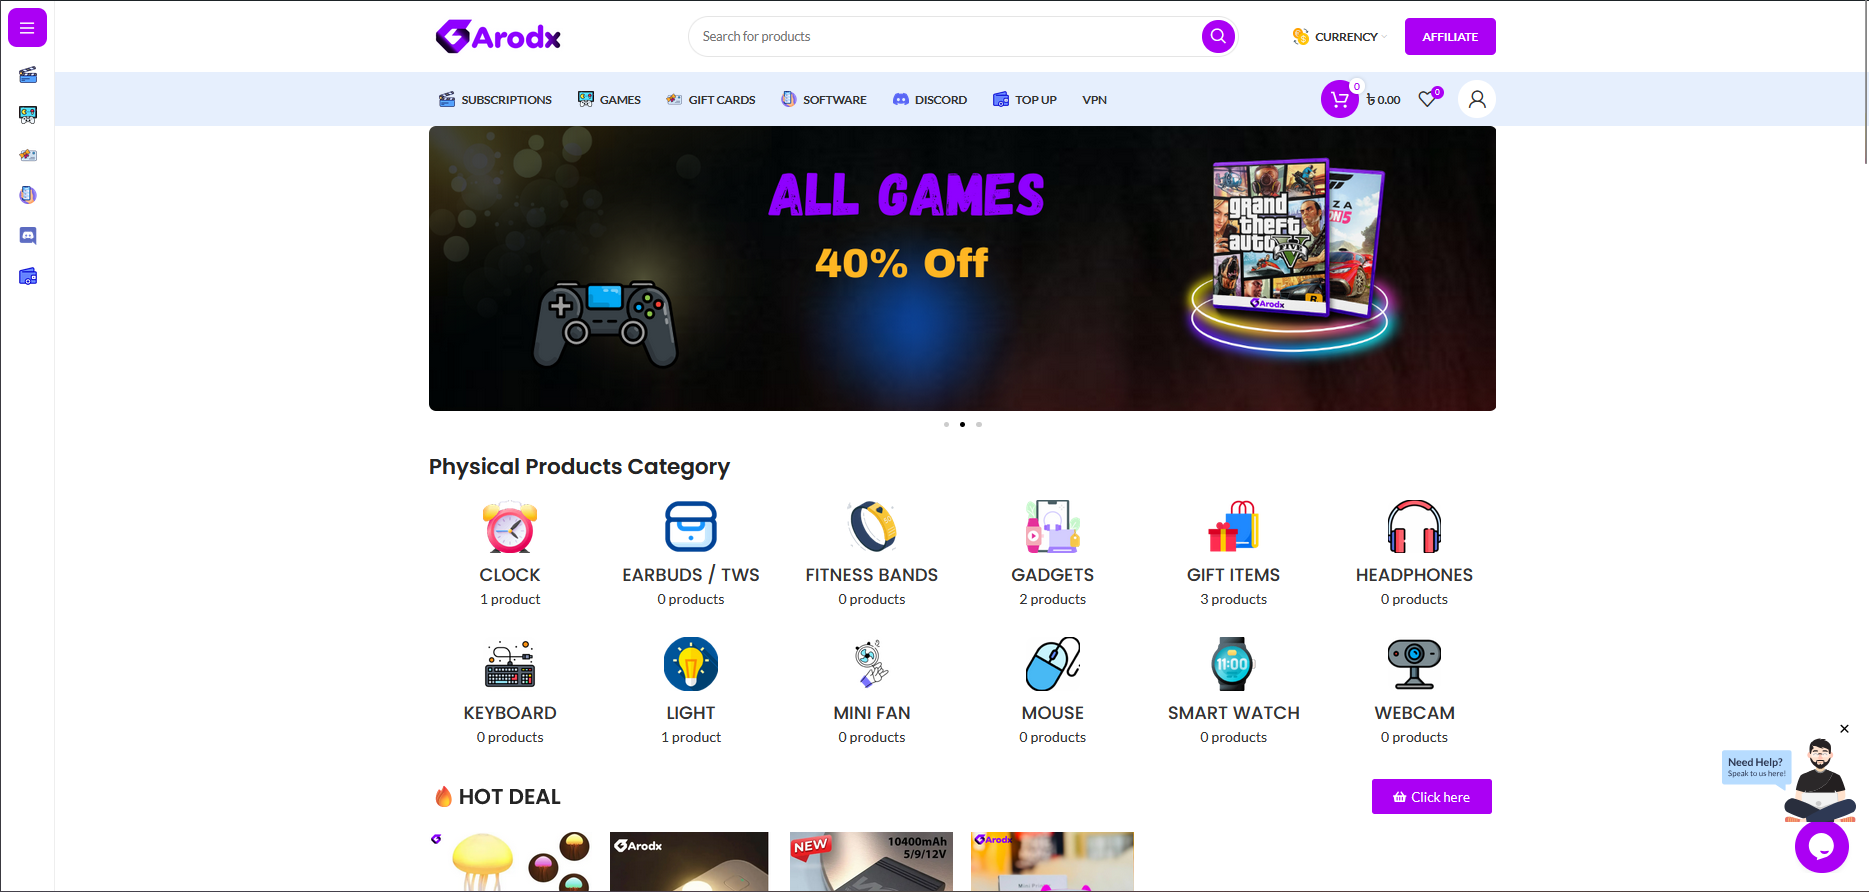 Arodx
Search for products
CURRENCY
AFFILIATE
SUBSCRIPTIONS
GAMES
GIFT CARDS
SOFTWARE
DISCORD
TOP UP
VPN
0
৳ 0.00
0
ALL GAMES
40% Off
grand
theft
auto
FIVE
Arodx
Physical Products Category
CLOCK
1 product
EARBUDS / TWS
0 products
FITNESS BANDS
0 products
GADGETS
2 products
GIFT ITEMS
3 products
HEADPHONES
0 products
KEYBOARD
0 products
LIGHT
1 product
MINI FAN
0 products
MOUSE
0 products
11:00
SMART WATCH
0 products
WEBCAM
0 products
Need Help?
Speak to us here!
HOT DEAL
Click here
Arodx
NEW
10400mAh
5/9/12V
Arodx